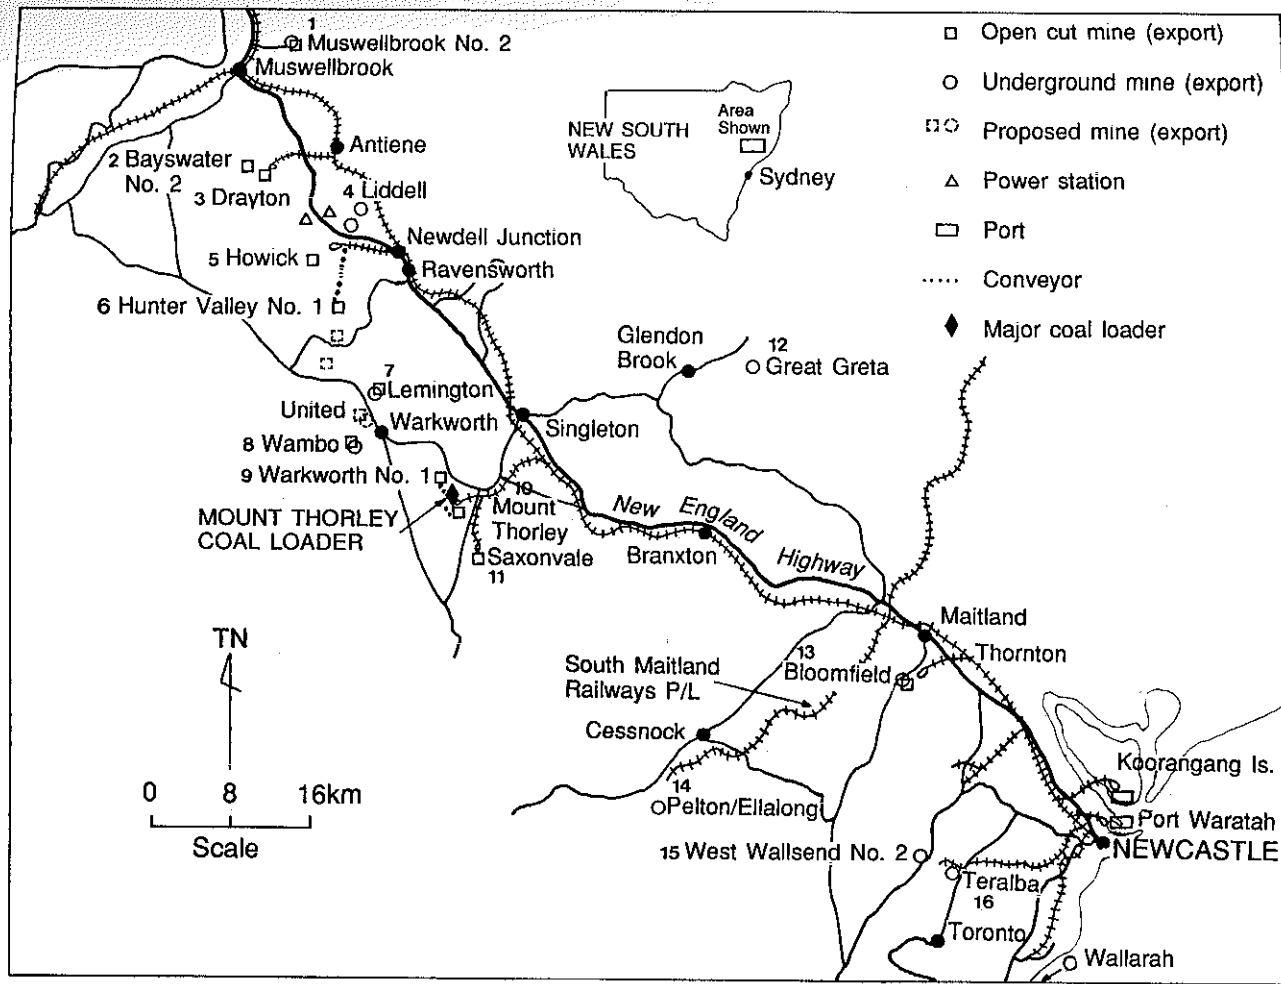 1
Muswellbrook No. 2
Muswellbrook
Antiene
2 Bayswater
No. 2
3 Drayton
4 Liddell
Newdell Junction
5 Howick
Ravensworth
6 Hunter Valley No. 1
7
Lemington
United
Warkworth
8 Wambo
9 Warkworth No. 1
MOUNT THORLEY
COAL LOADER
10
Mount
Thorley
Saxonvale
11
Singleton
Glendon
Brook
12
Great Greta
New England Highway
Branxton
Maitland
Thornton
13
Bloomfield
South Maitland
Railways P/L
Cessnock
14
Pelton/Ellalong
15 West Wallsend No. 2
Teralba
16
Toronto
Wallarah
Koorangang Is.
Port Waratah
NEWCASTLE
NEW SOUTH
WALES
Area
Shown
Sydney
Open cut mine (export)
Underground mine (export)
Proposed mine (export)
Power station
Port
Conveyor
Major coal loader
TN
0 8 16km
Scale